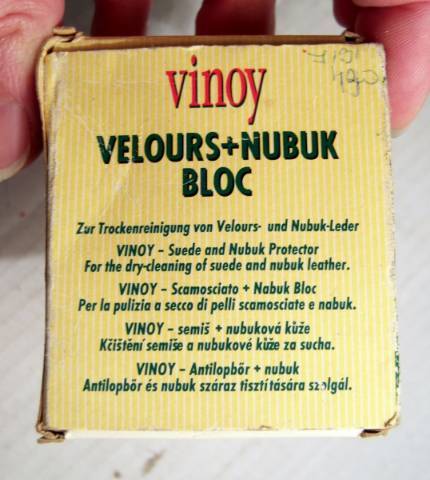 vinoy
VELOURS+NUBUK
BLOC
Zur Trockenreinigung von Velours- und Nubuk-Leder
VINOY – Suede and Nubuk Protector
For the dry-cleaning of suede and nubuk leather.
VINOY – Scamosciato + Nabuk Bloc
Per la pulizia a secco di pelli scamosciate e nabuk.
VINOY – semiš + nubuková kůže
Kčištění semiše a nubukové kůže za sucha.
VINOY – Antilopbőr + nubuk
Antilopbőr és nubuk száraz tisztítására szolgál.